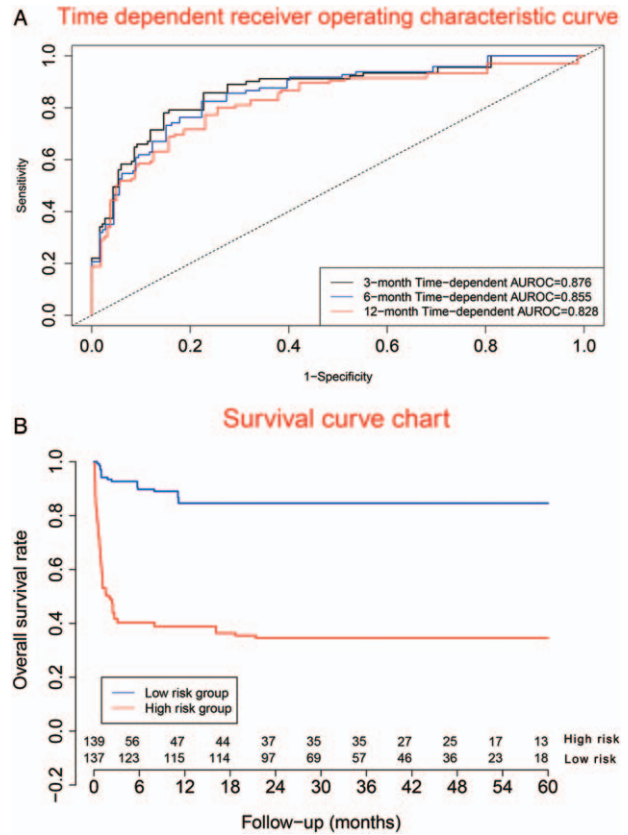 A
Time dependent receiver operating characteristic curve
1.0
0.8
0.6
0.4
0.2
0.0
Sensitivity
3-month Time-dependent AUROC=0.876
6-month Time-dependent AUROC=0.855
12-month Time-dependent AUROC=0.828
0.0 0.2 0.4 0.6 0.8 1.0
1-Specificity
B
Survival curve chart
1.0
0.8
0.6
0.4
0.2
0.0
-0.2
Overall survival rate
Low risk group
High risk group
139 56 47 44 37 35 35 27 25 17 13 High risk
137 123 115 114 97 69 57 46 36 23 18 Low risk
0 6 12 18 24 30 36 42 48 54 60
Follow-up (months)